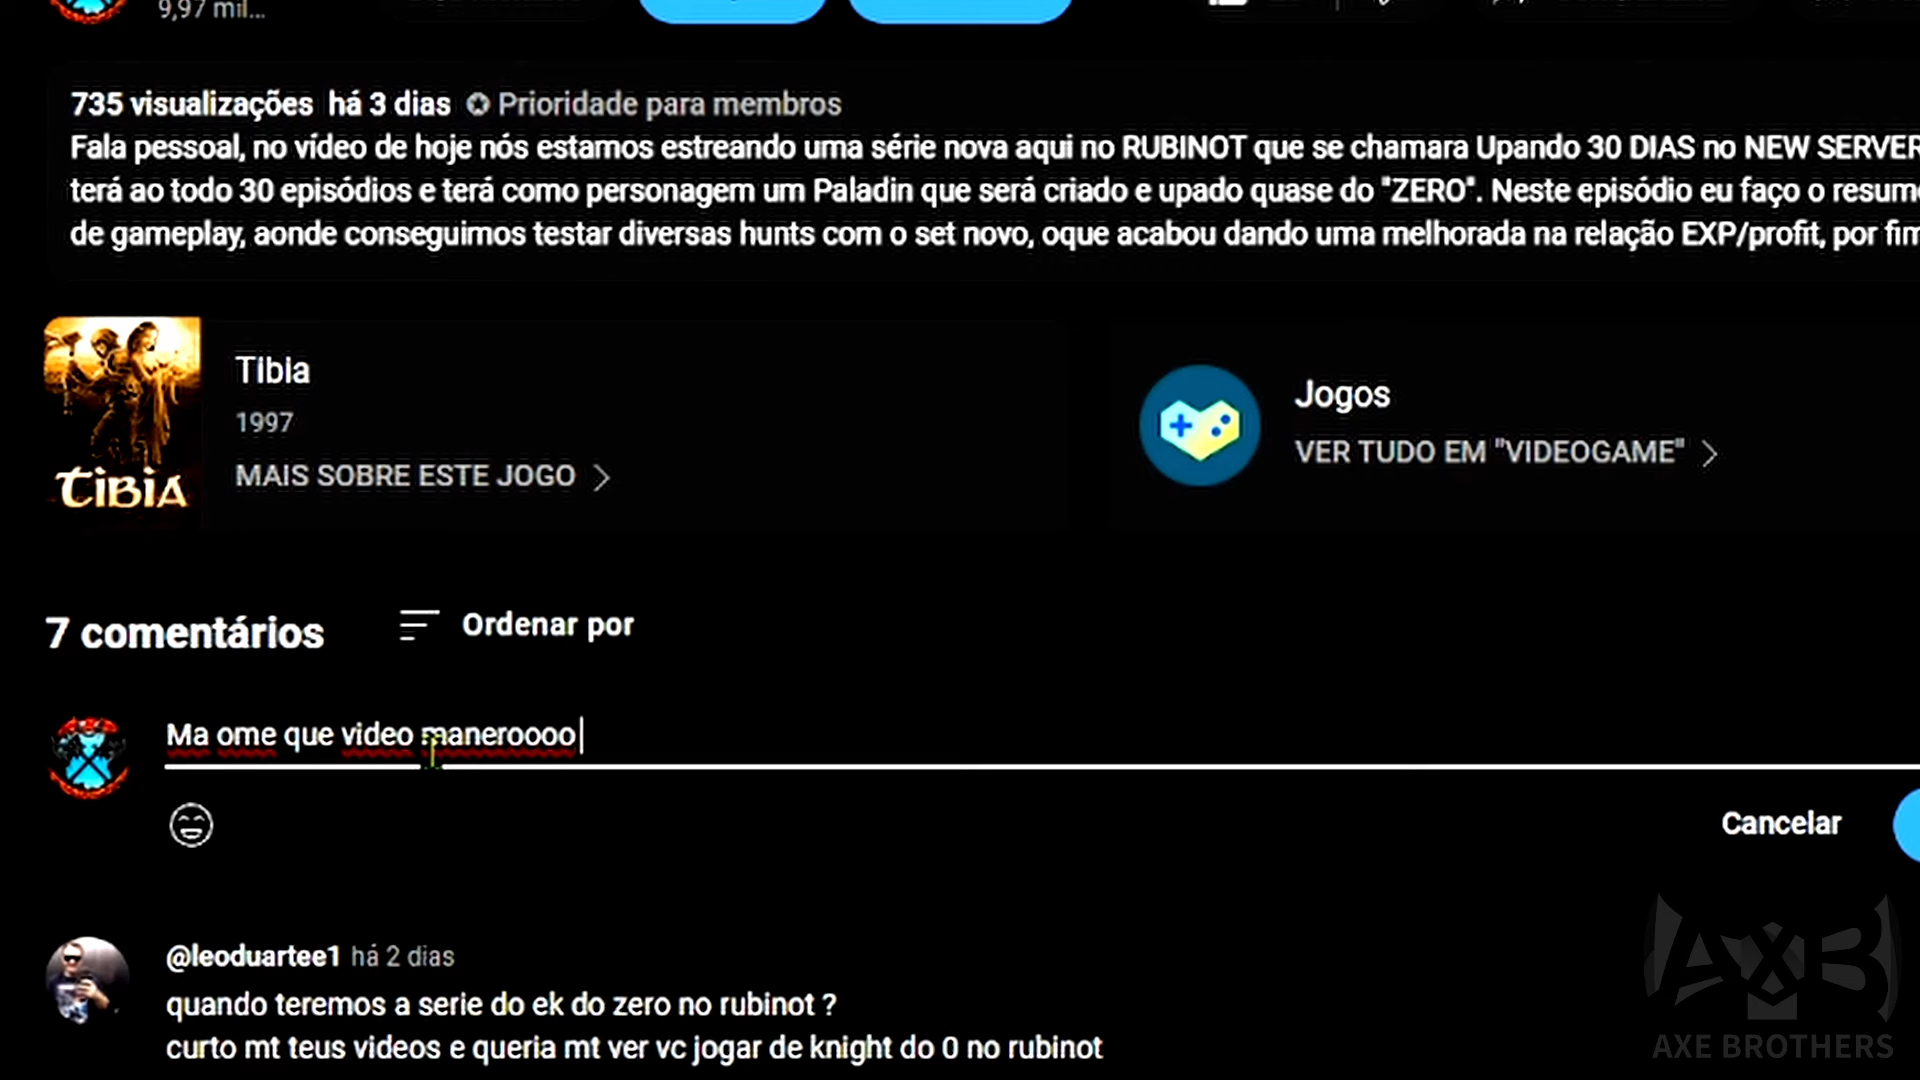 9,97 mil...
735 visualizações há 3 dias Prioridade para membros
Fala pessoal, no vídeo de hoje nós estamos estreando uma série nova aqui no RUBINOT que se chamara Upando 30 DIAS no NEW SERVER
terá ao todo 30 episódios e terá como personagem um Paladin que será criado e upado quase do "ZERO". Neste episódio eu faço o resum
de gameplay, aonde conseguimos testar diversas hunts com o set novo, oque acabou dando uma melhorada na relação EXP/profit, por fim
Tibia
1997
MAIS SOBRE ESTE JOGO
TIBIA
Jogos
VER TUDO EM "VIDEOGAME"
7 comentários
Ordenar por
Ma ome que video maneroooo
Cancelar
@leoduartee1 há 2 dias
quando teremos a serie do ek do zero no rubinot ?
curto mt teus videos e queria mt ver vc jogar de knight do 0 no rubinot
AXB
AXE BROTHERS